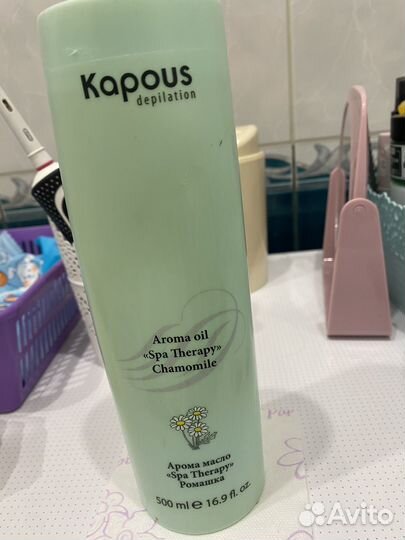 Kapous
depilation
Aroma oil
«Spa Therapy»
Chamomile
Арома масло
«Spa Therapy»
Ромашка
500 ml ℮ 16.9 fl. oz.
Avito